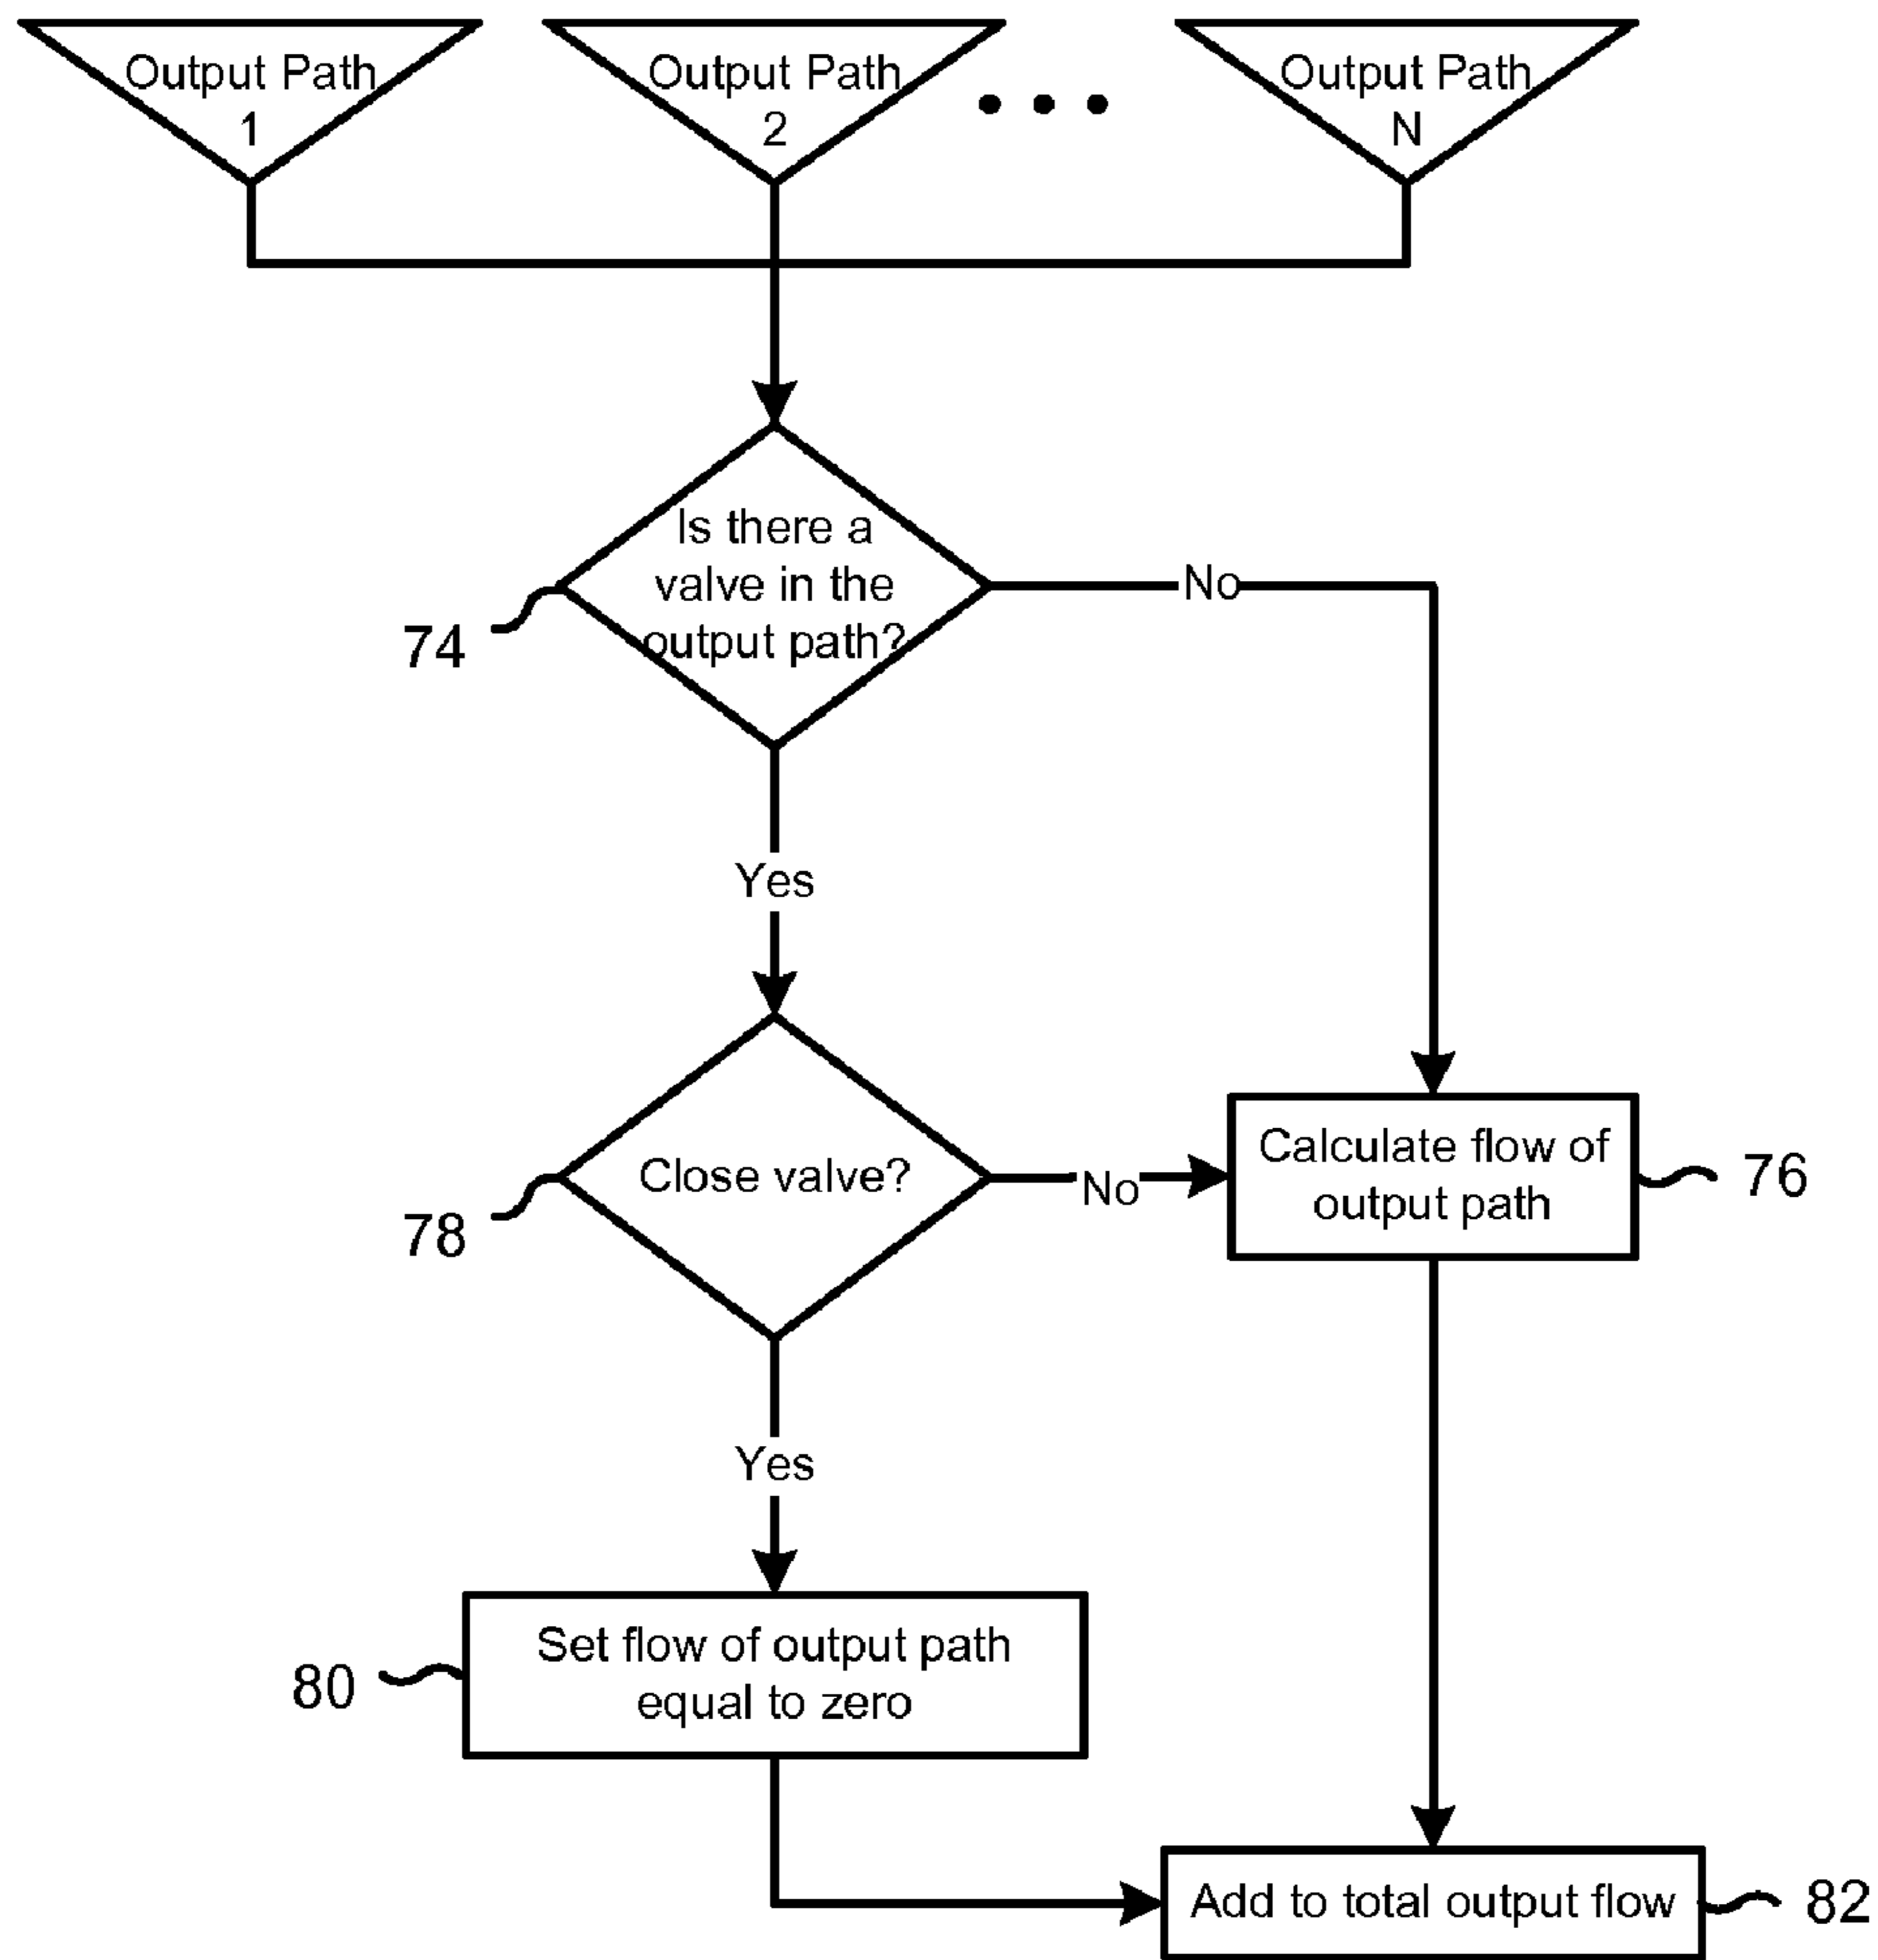 Output Path
1
Output Path
2
Output Path
N
Is there a
valve in the
output path?
74
No
Yes
Close valve?
78
No
Calculate flow of
output path
76
Yes
Set flow of output path
equal to zero
80
Add to total output flow
82